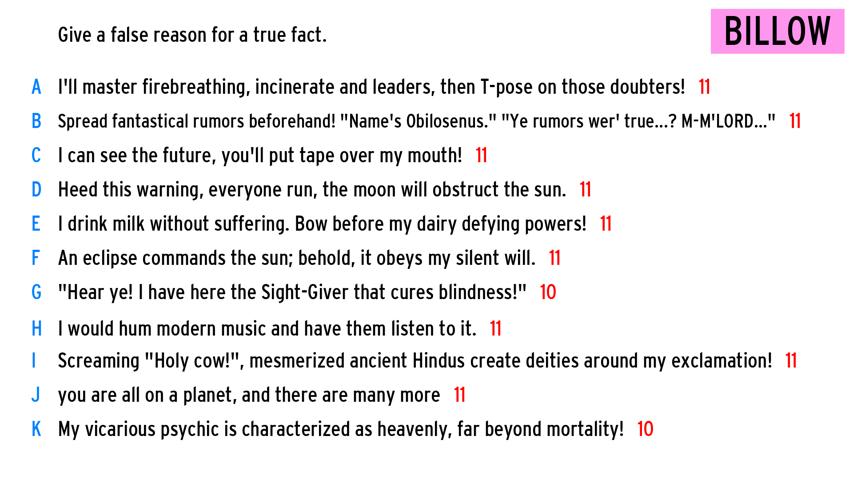 Give a false reason for a true fact.
BILLOW
A I'll master firebreathing, incinerate and leaders, then T-pose on those doubters! 11
B Spread fantastical rumors beforehand! "Name's Obilosenus." "Ye rumors wer' true...? M-M'LORD..." 11
C I can see the future, you'll put tape over my mouth! 11
D Heed this warning, everyone run, the moon will obstruct the sun. 11
E I drink milk without suffering. Bow before my dairy defying powers! 11
F An eclipse commands the sun; behold, it obeys my silent will. 11
G "Hear ye! I have here the Sight-Giver that cures blindness!" 10
H I would hum modern music and have them listen to it. 11
I Screaming "Holy cow!", mesmerized ancient Hindus create deities around my exclamation! 11
J you are all on a planet, and there are many more 11
K My vicarious psychic is characterized as heavenly, far beyond mortality! 10